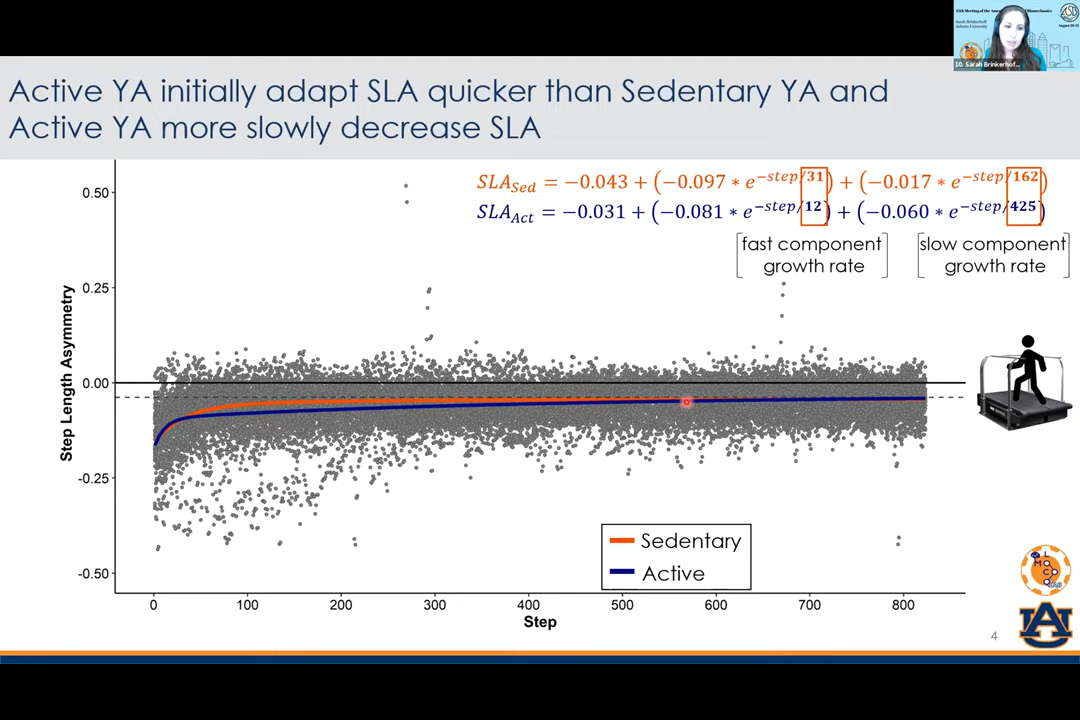 Active YA initially adapt SLA quicker than Sedentary YA and
Active YA more slowly decrease SLA
10. Sarah Brinkerhof...
SLA_Sed = −0.043 + (−0.097 * e^−step/31) + (−0.017 * e^−step/162)
SLA_Act = −0.031 + (−0.081 * e^−step/12) + (−0.060 * e^−step/425)
fast component
growth rate
slow component
growth rate
Step Length Asymmetry
0.50
0.25
0.00
-0.25
-0.50
0 100 200 300 400 500 600 700 800
Step
Sedentary
Active
4